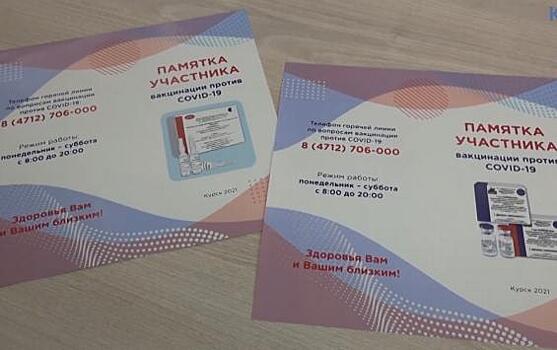 Телефон горячей линии
по вопросам вакцинации
против COVID-19:
8 (4712) 706-000
Режим работы:
понедельник - суббота
с 8:00 до 20:00
Здоровья Вам
и Вашим близким!
ПАМЯТКА
УЧАСТНИКА
вакцинации против
COVID-19
Курск 2021
Телефон горячей линии
по вопросам вакцинации
против COVID-19:
8 (4712) 706-000
Режим работы:
понедельник - суббота
с 8:00 до 20:00
Здоровья Вам
и Вашим близким!
ПАМЯТКА
УЧАСТНИКА
вакцинации против
COVID-19
Курск 2021